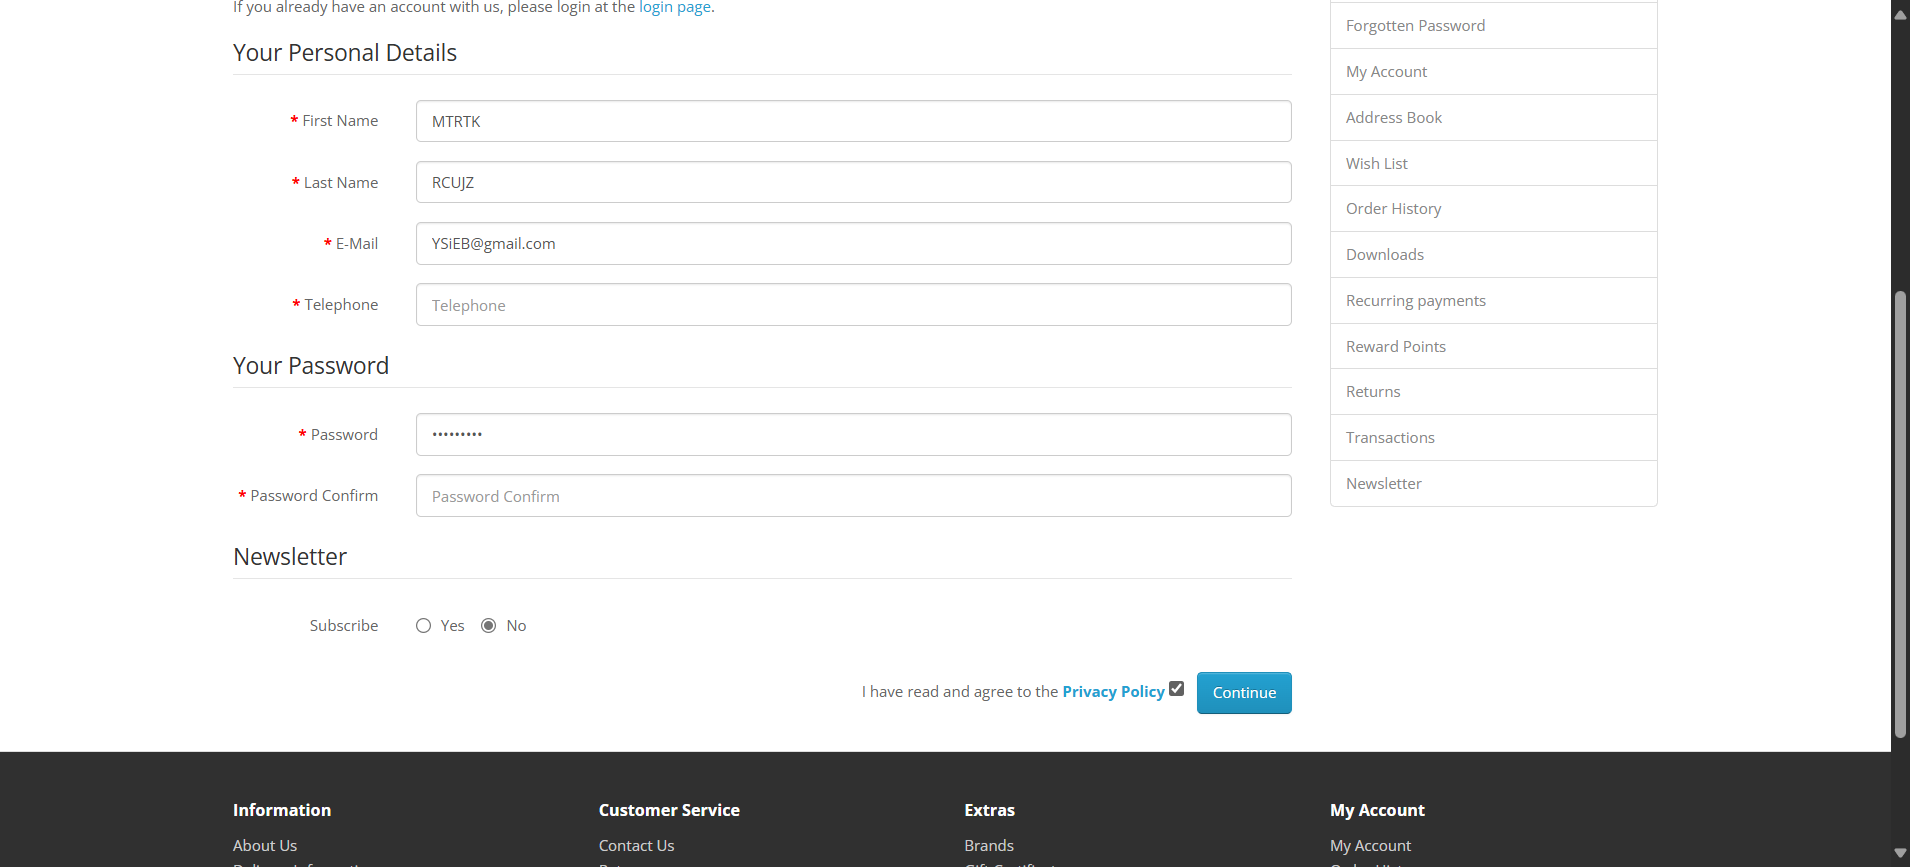 If you already have an account with us, please login at the login page.
Your Personal Details
* First Name
MTRTK
* Last Name
RCUJZ
* E-Mail
YSiEB@gmail.com
* Telephone
Telephone
Your Password
* Password
•••••••••
* Password Confirm
Password Confirm
Newsletter
Subscribe
Yes
No
I have read and agree to the Privacy Policy
Continue
Forgotten Password
My Account
Address Book
Wish List
Order History
Downloads
Recurring payments
Reward Points
Returns
Transactions
Newsletter
Information
About Us
Customer Service
Contact Us
Extras
Brands
My Account
My Account